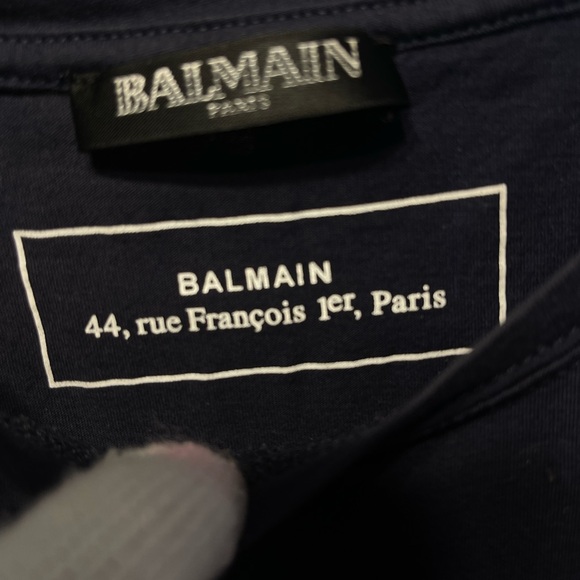 BALMAIN
PARIS
BALMAIN
44, rue François 1er, Paris